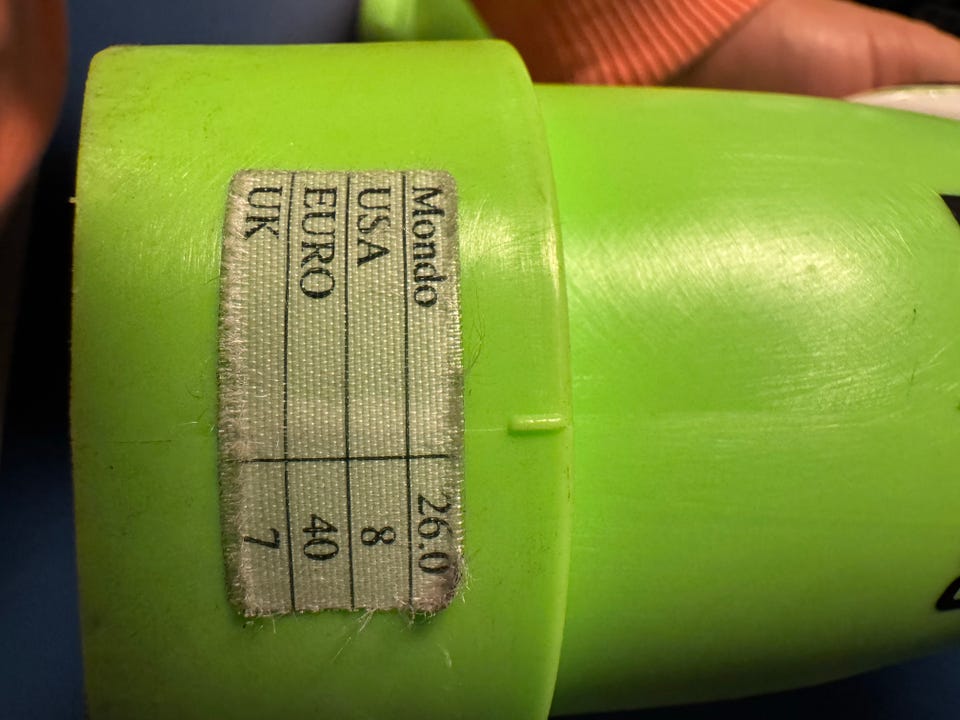 Mondo 26.0
USA 8
EURO 40
UK 7